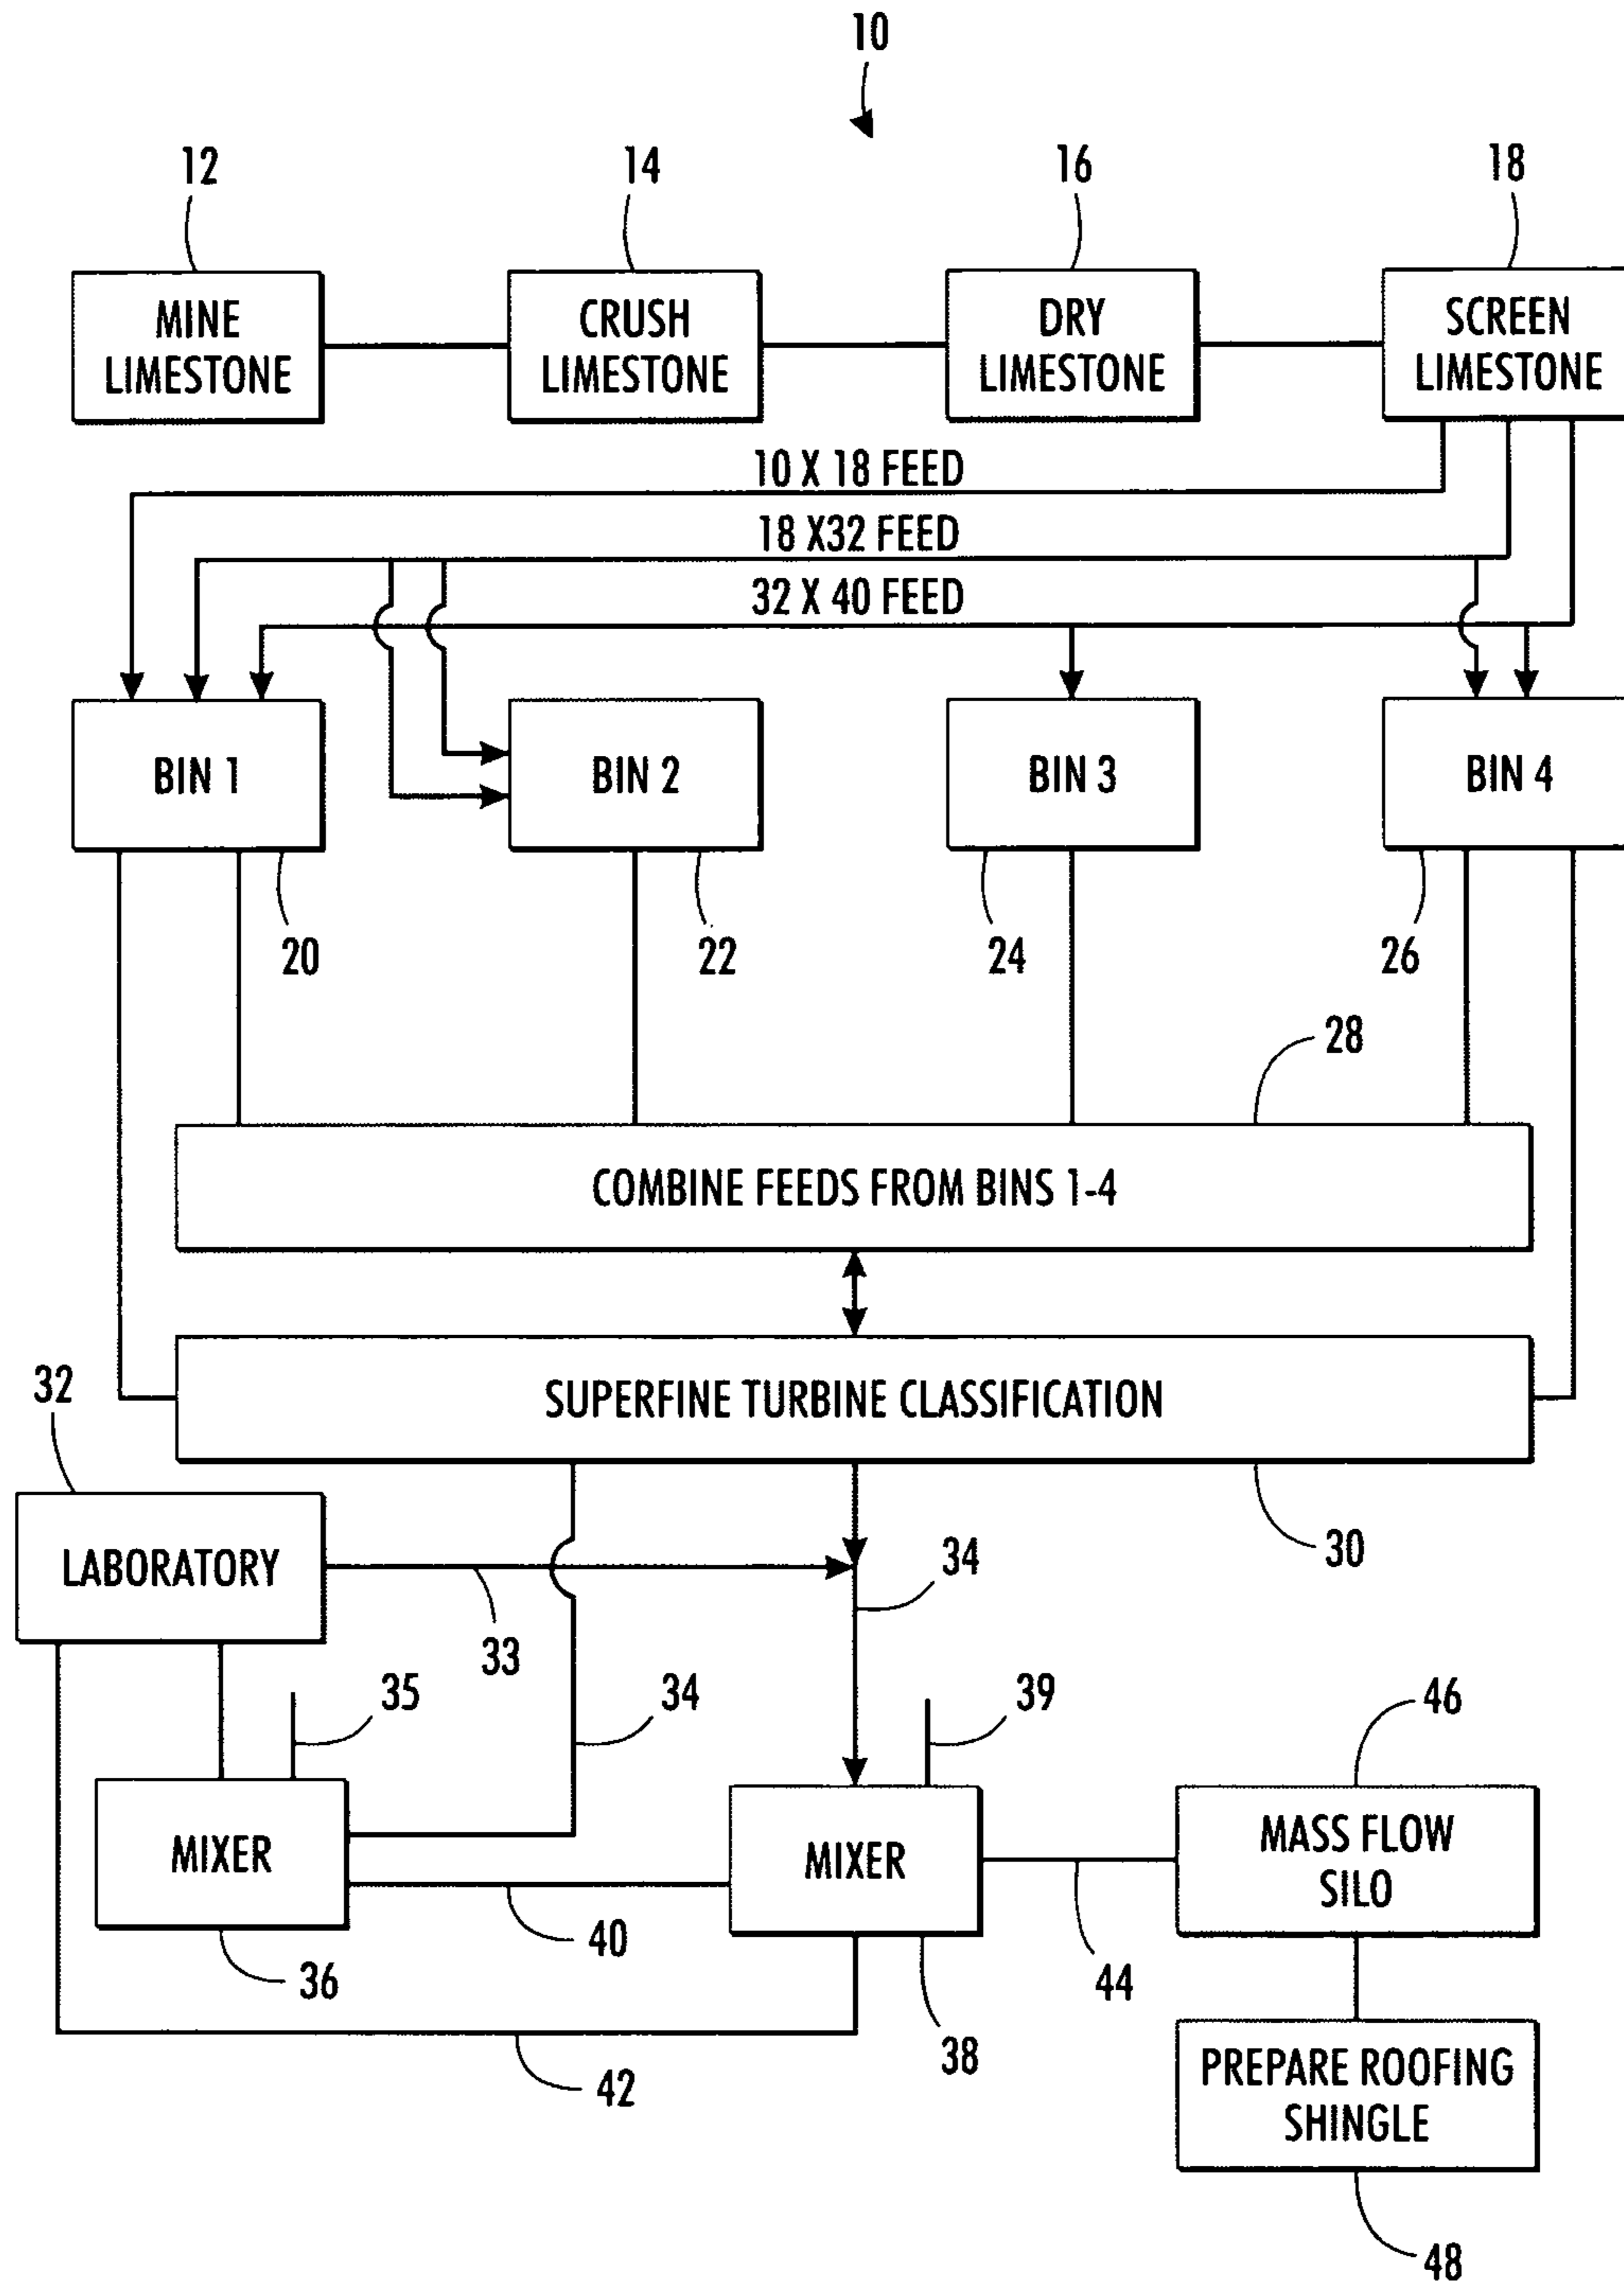 10
12
14
16
18
MINE
LIMESTONE
CRUSH
LIMESTONE
DRY
LIMESTONE
SCREEN
LIMESTONE
10 X 18 FEED
18 X32 FEED
32 X 40 FEED
BIN 1
BIN 2
BIN 3
BIN 4
20
22
24
26
28
COMBINE FEEDS FROM BINS 1-4
SUPERFINE TURBINE CLASSIFICATION
32
30
LABORATORY
34
33
35
34
39
46
MIXER
MIXER
MASS FLOW
SILO
40
36
44
38
42
PREPARE ROOFING
SHINGLE
48